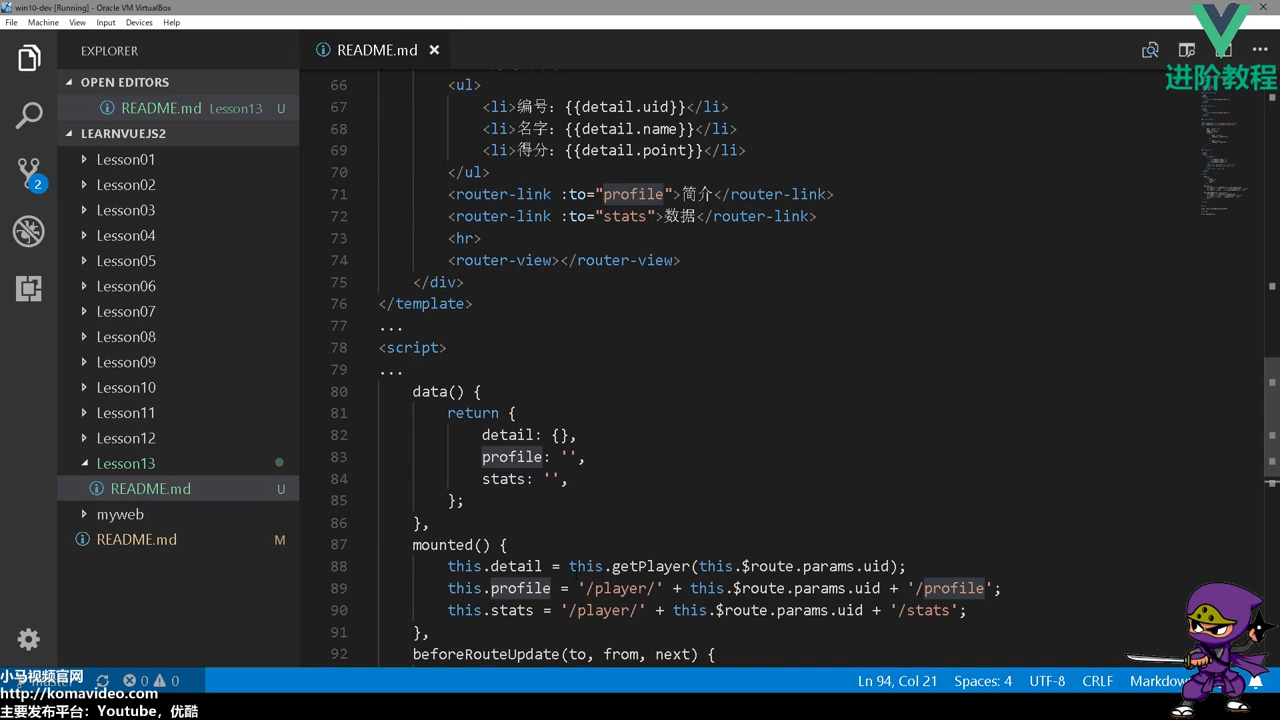 win10-dev [Running] - Oracle VM VirtualBox
File Machine View Input Devices Help
EXPLORER
README.md
进阶教程
OPEN EDITORS
README.md Lesson13 U
LEARNVUEJS2
Lesson01
Lesson02
Lesson03
Lesson04
Lesson05
Lesson06
Lesson07
Lesson08
Lesson09
Lesson10
Lesson11
Lesson12
Lesson13
README.md U
myweb
README.md M
2
66 <ul>
67 <li>编号: {{detail.uid}}</li>
68 <li>名字: {{detail.name}}</li>
69 <li>得分: {{detail.point}}</li>
70 </ul>
71 <router-link :to="profile">简介</router-link>
72 <router-link :to="stats">数据</router-link>
73 <hr>
74 <router-view></router-view>
75 </div>
76 </template>
77 ...
78 <script>
79 ...
80 data() {
81 return {
82 detail: {},
83 profile: '',
84 stats: '',
85 };
86 },
87 mounted() {
88 this.detail = this.getPlayer(this.$route.params.uid);
89 this.profile = '/player/' + this.$route.params.uid + '/profile';
90 this.stats = '/player/' + this.$route.params.uid + '/stats';
91 },
92 beforeRouteUpdate(to, from, next) {
小马视频官网
http://komavideo.com
主要发布平台: Youtube, 优酷
0 0
Ln 94, Col 21 Spaces: 4 UTF-8 CRLF Markdow